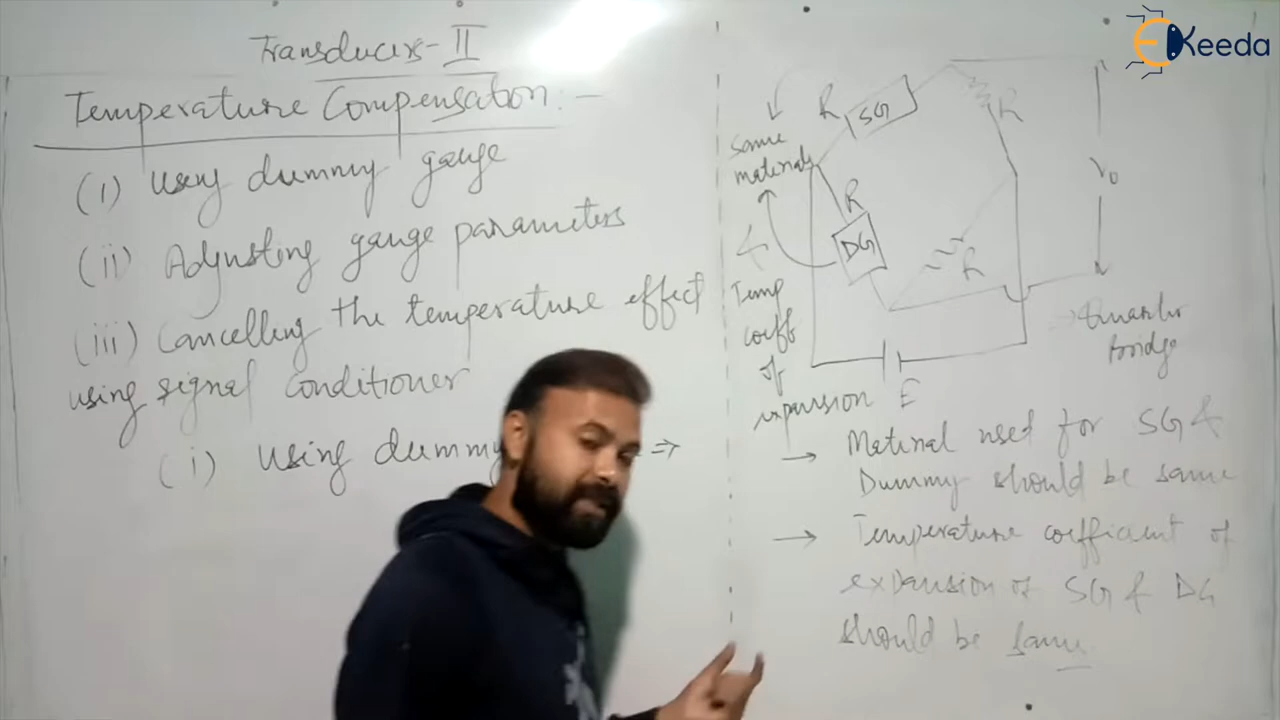 Transducers-II
Temperature Compensation:-
(i) Using dummy gauge
(ii) Adjusting gauge parameters
(iii) Cancelling the temperature effect
using signal conditioner
(i) Using dummy ⇒
Keeda
R
SG
R
Same
material
R
DG
R
V₀
&
Temp
coeff
of
expansion
E
Quarter
bridge
→ Material used for SG &
Dummy should be same
→ Temperature coefficient of
expansion of SG & DG
should be same